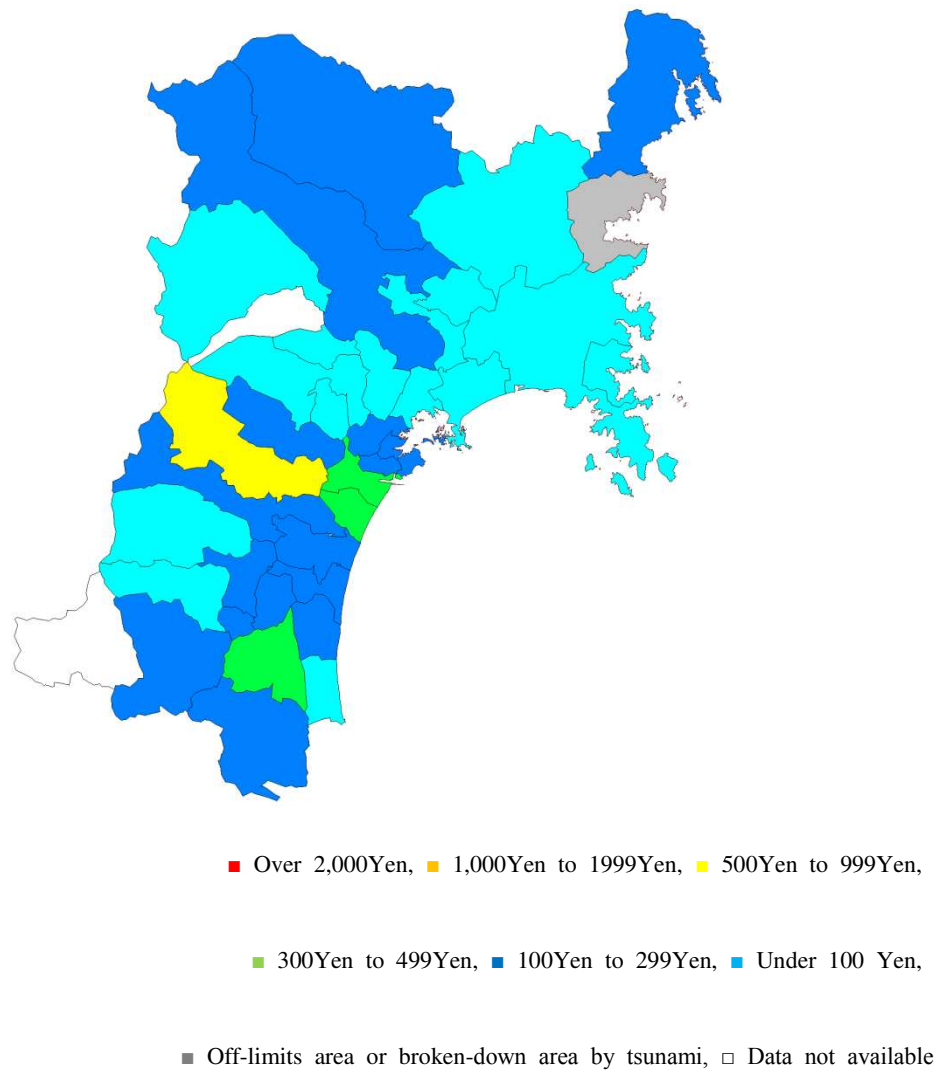 ■ Over 2,000Yen, ■ 1,000Yen to 1999Yen, ■ 500Yen to 999Yen,
■ 300Yen to 499Yen, ■ 100Yen to 299Yen, ■ Under 100 Yen,
■ Off-limits area or broken-down area by tsunami, □ Data not available